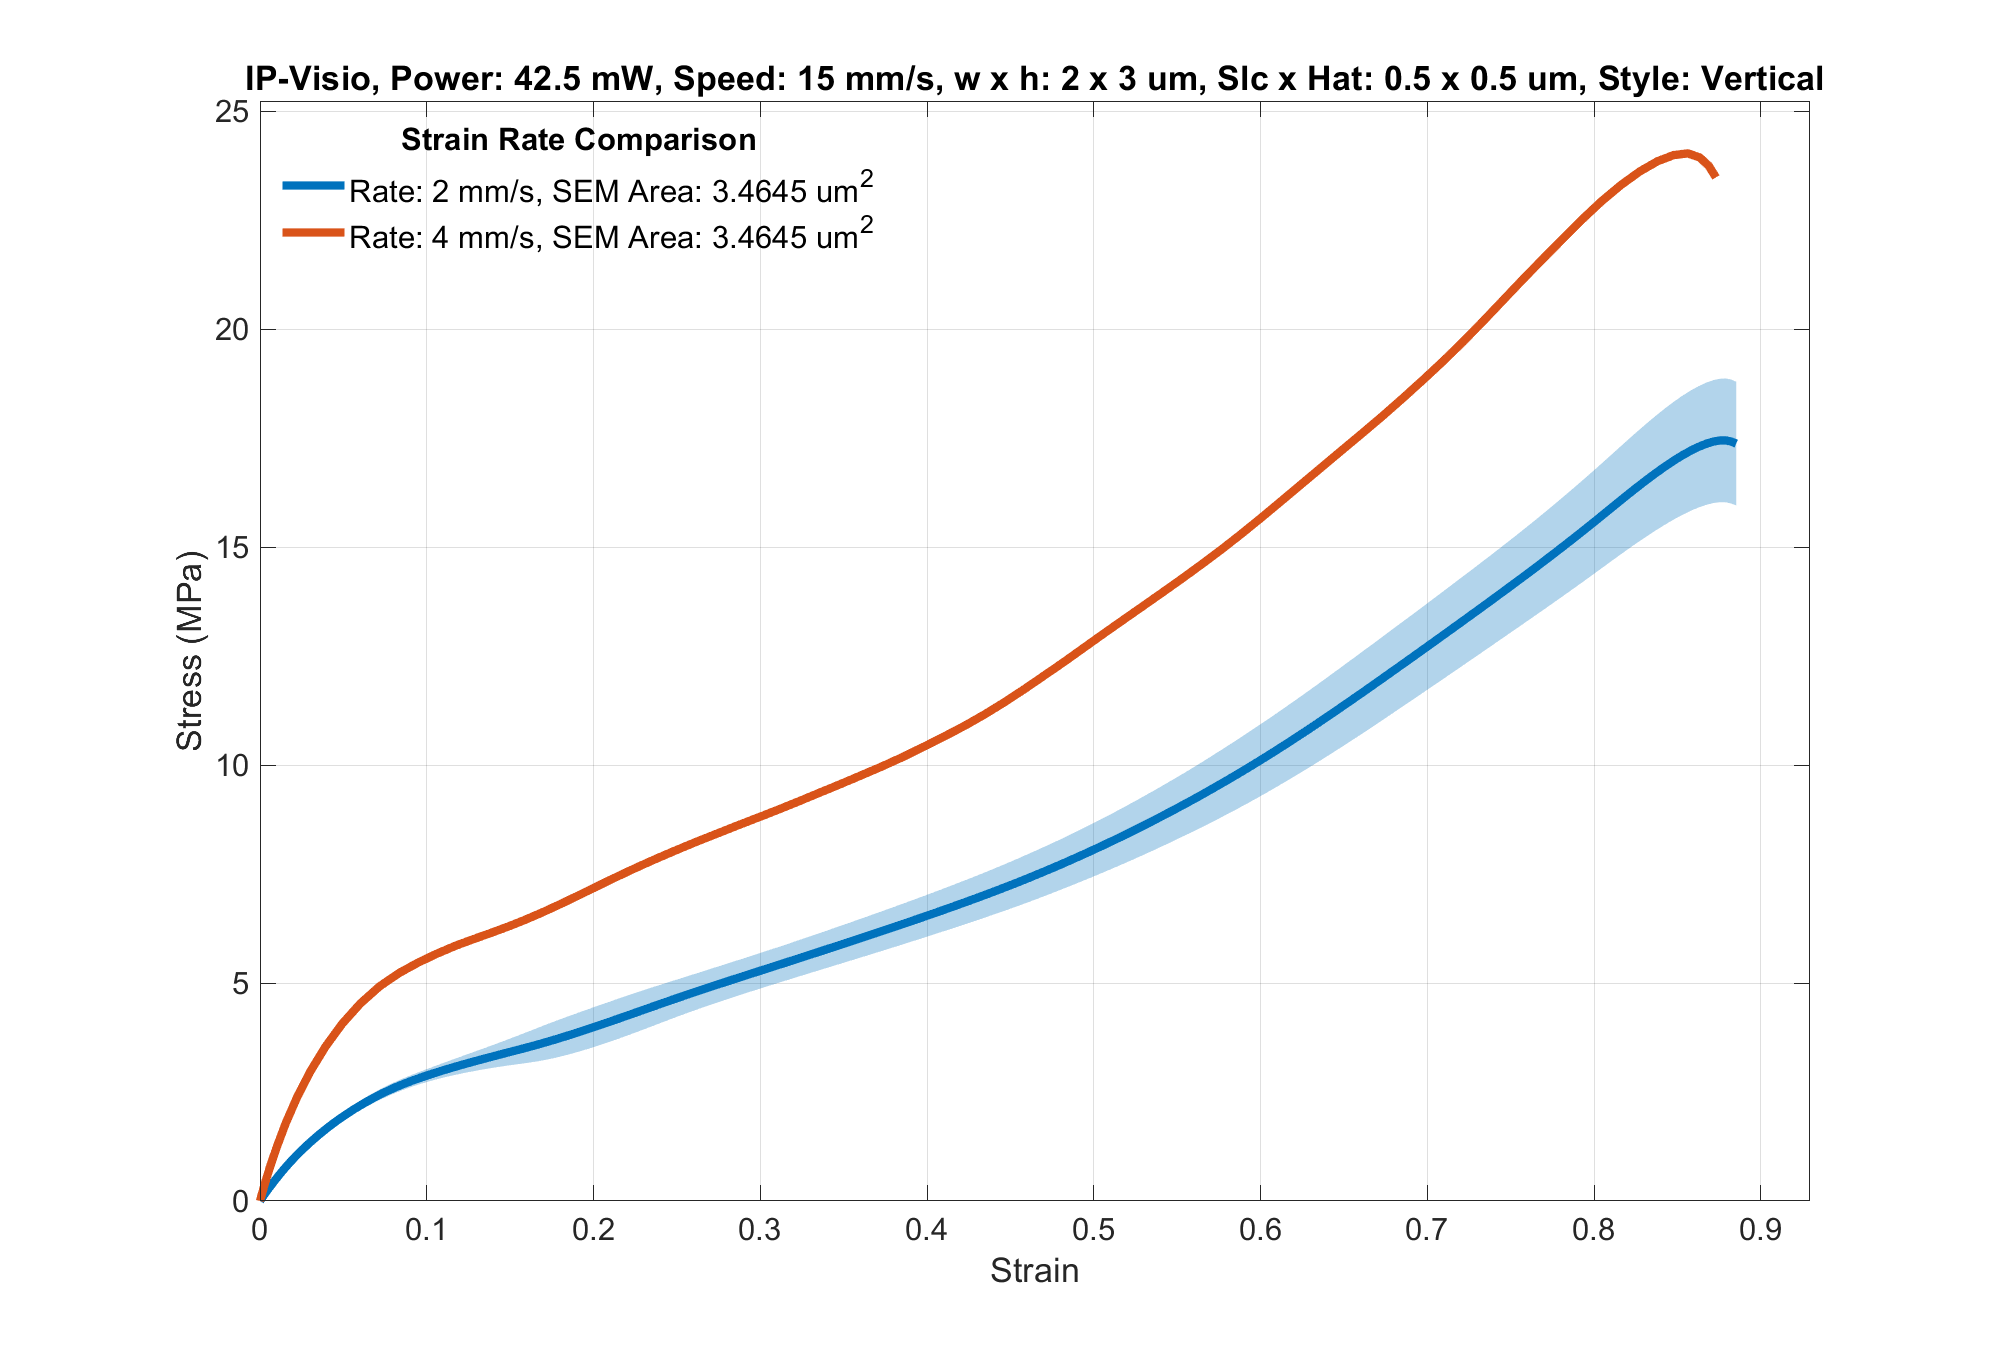 IP-Visio, Power: 42.5 mW, Speed: 15 mm/s, w x h: 2 x 3 um, Slc x Hat: 0.5 x 0.5 um, Style: Vertical
Strain Rate Comparison
Rate: 2 mm/s, SEM Area: 3.4645 um²
Rate: 4 mm/s, SEM Area: 3.4645 um²
Stress (MPa)
25
20
15
10
5
0
0 0.1 0.2 0.3 0.4 0.5 0.6 0.7 0.8 0.9
Strain